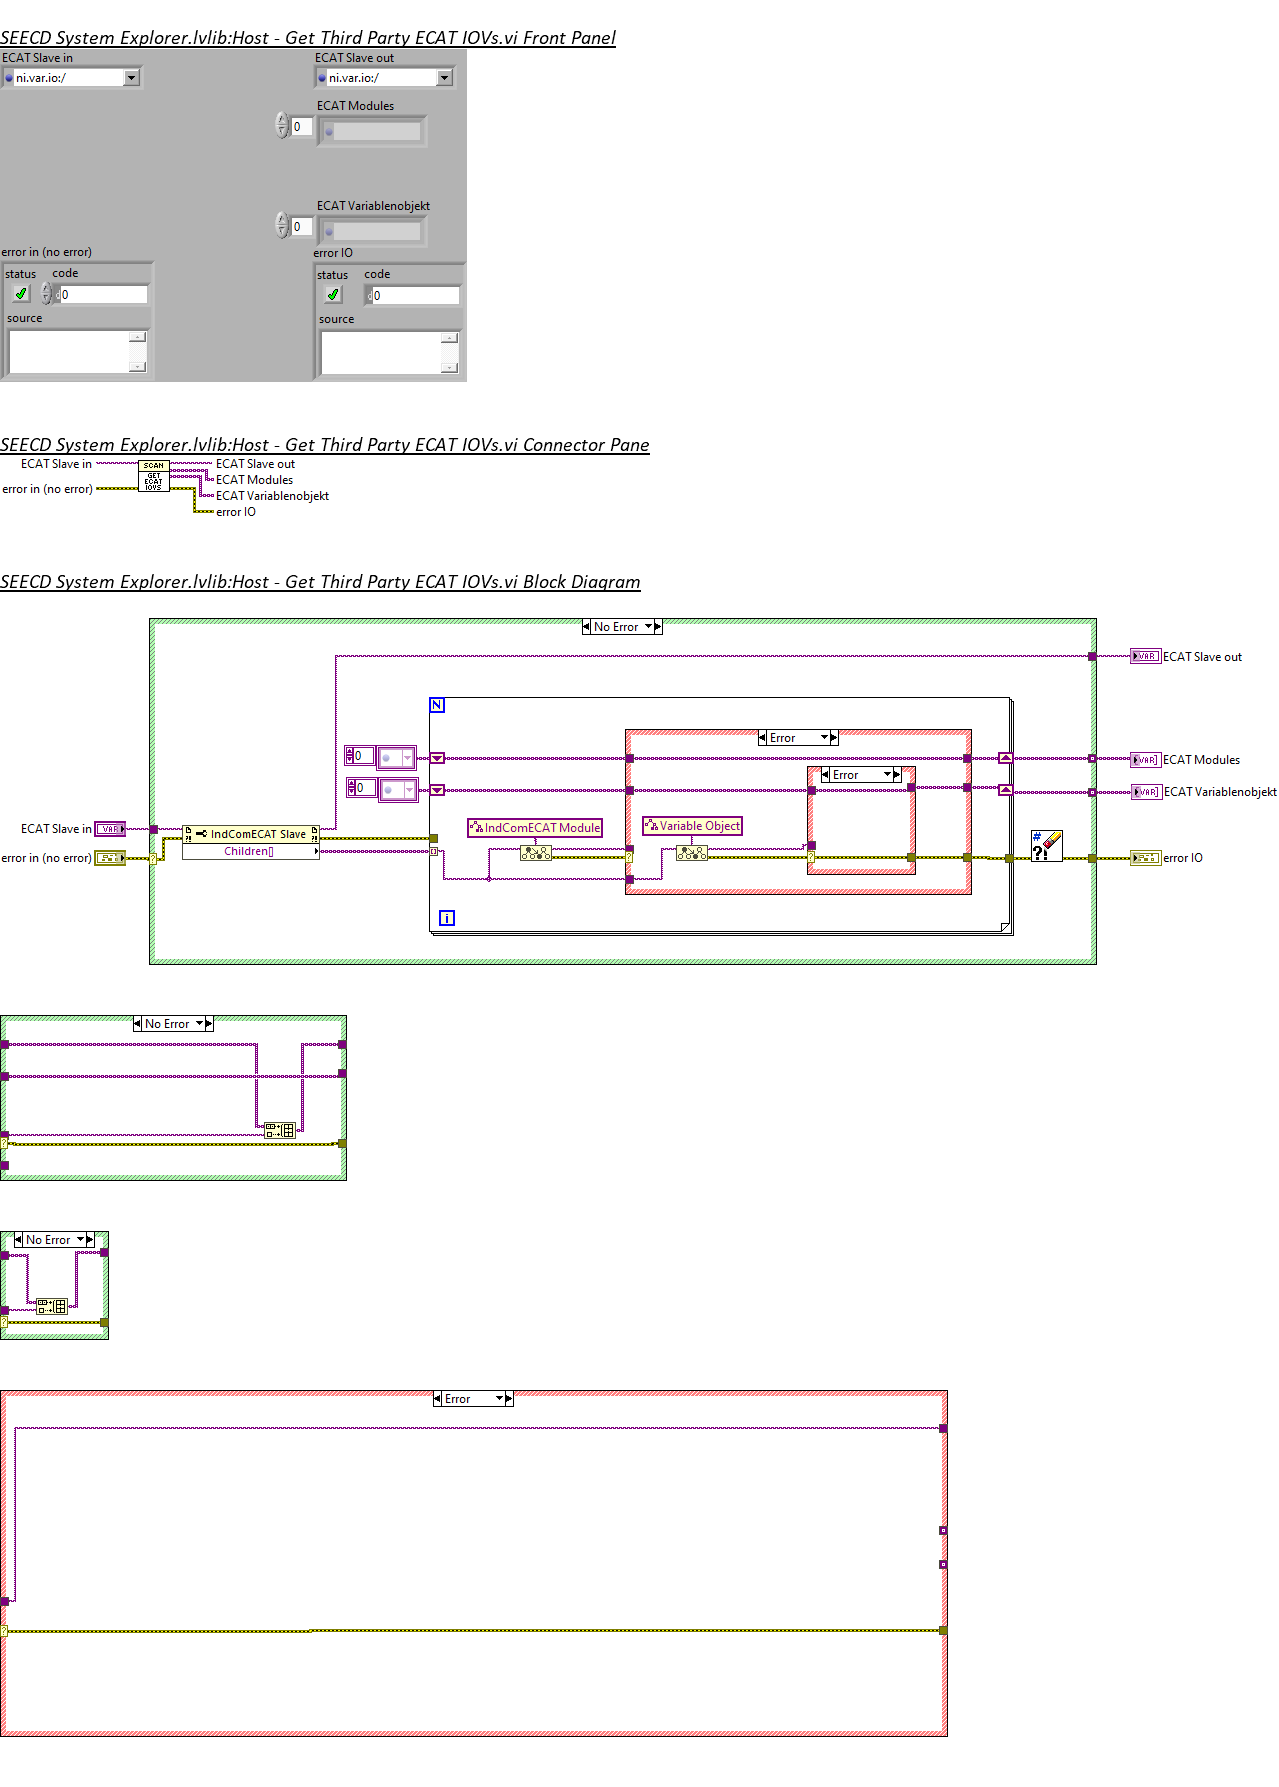 SEECD System Explorer.lvlib:Host - Get Third Party ECAT IOVs.vi Front Panel
ECAT Slave in
ECAT Slave out
ni.var.io:/
ni.var.io:/
ECAT Modules
0
ECAT Variablenobjekt
0
error in (no error)
error IO
status code
status code
0
0
source
source
SEECD System Explorer.lvlib:Host - Get Third Party ECAT IOVs.vi Connector Pane
ECAT Slave in
SCAN
GET
ECAT
IOVS
ECAT Slave out
ECAT Modules
error in (no error)
ECAT Variablenobjekt
error IO
SEECD System Explorer.lvlib:Host - Get Third Party ECAT IOVs.vi Block Diagram
No Error
VAR
ECAT Slave out
N
Error
0
VAR
ECAT Modules
Error
0
VAR
ECAT Variablenobjekt
ECAT Slave in
VAR
IndComECAT Slave
IndComECAT Module
Variable Object
#
?!
Children[]
error in (no error)
?
?
?
error IO
i
No Error
?
No Error
?
Error
?